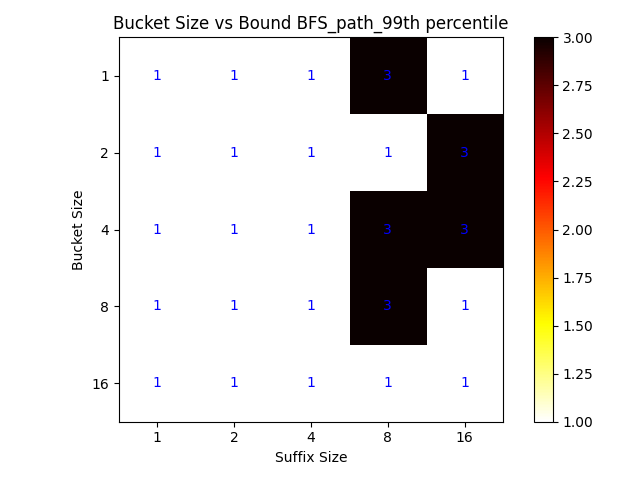 Bucket Size vs Bound BFS_path_99th percentile
1 1 1 1 3 1
2 1 1 1 1 3
4 1 1 1 3 3
8 1 1 1 3 1
16 1 1 1 1 1
1 2 4 8 16
Suffix Size
Bucket Size
3.00
2.75
2.50
2.25
2.00
1.75
1.50
1.25
1.00